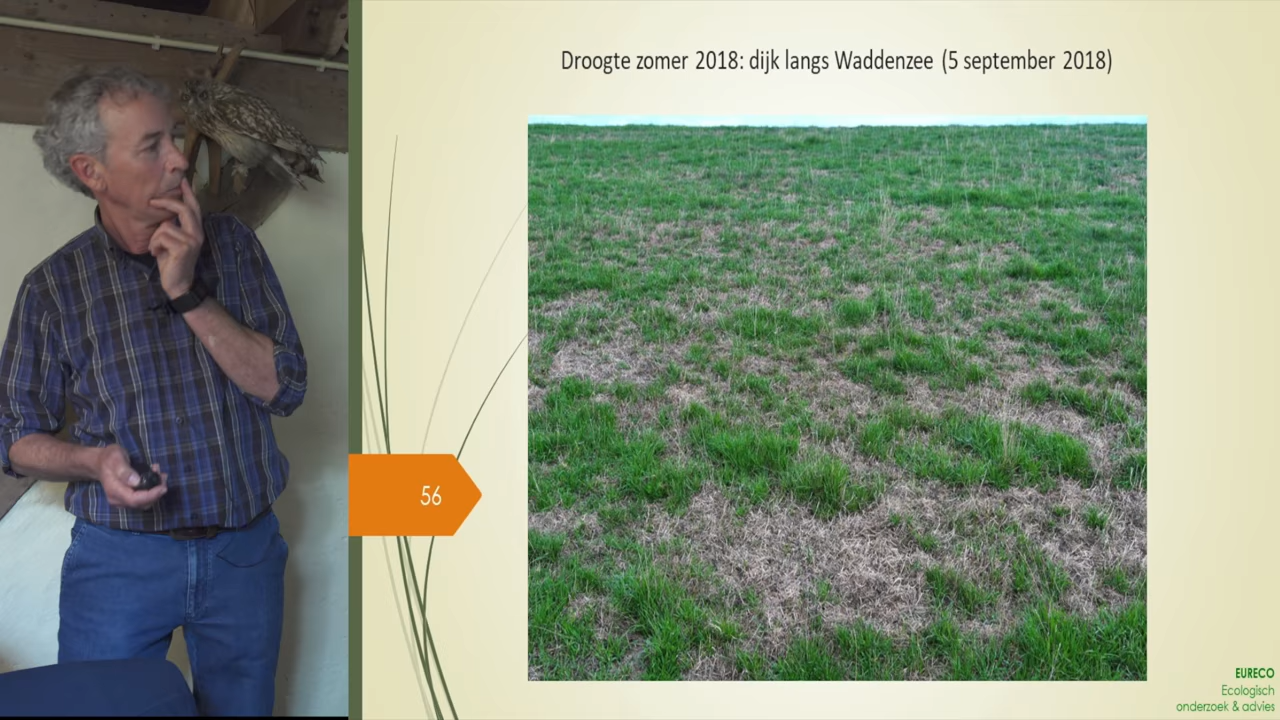 Droogte zomer 2018: dijk langs Waddenzee (5 september 2018)
56
EURECO
Ecologisch
onderzoek & advies